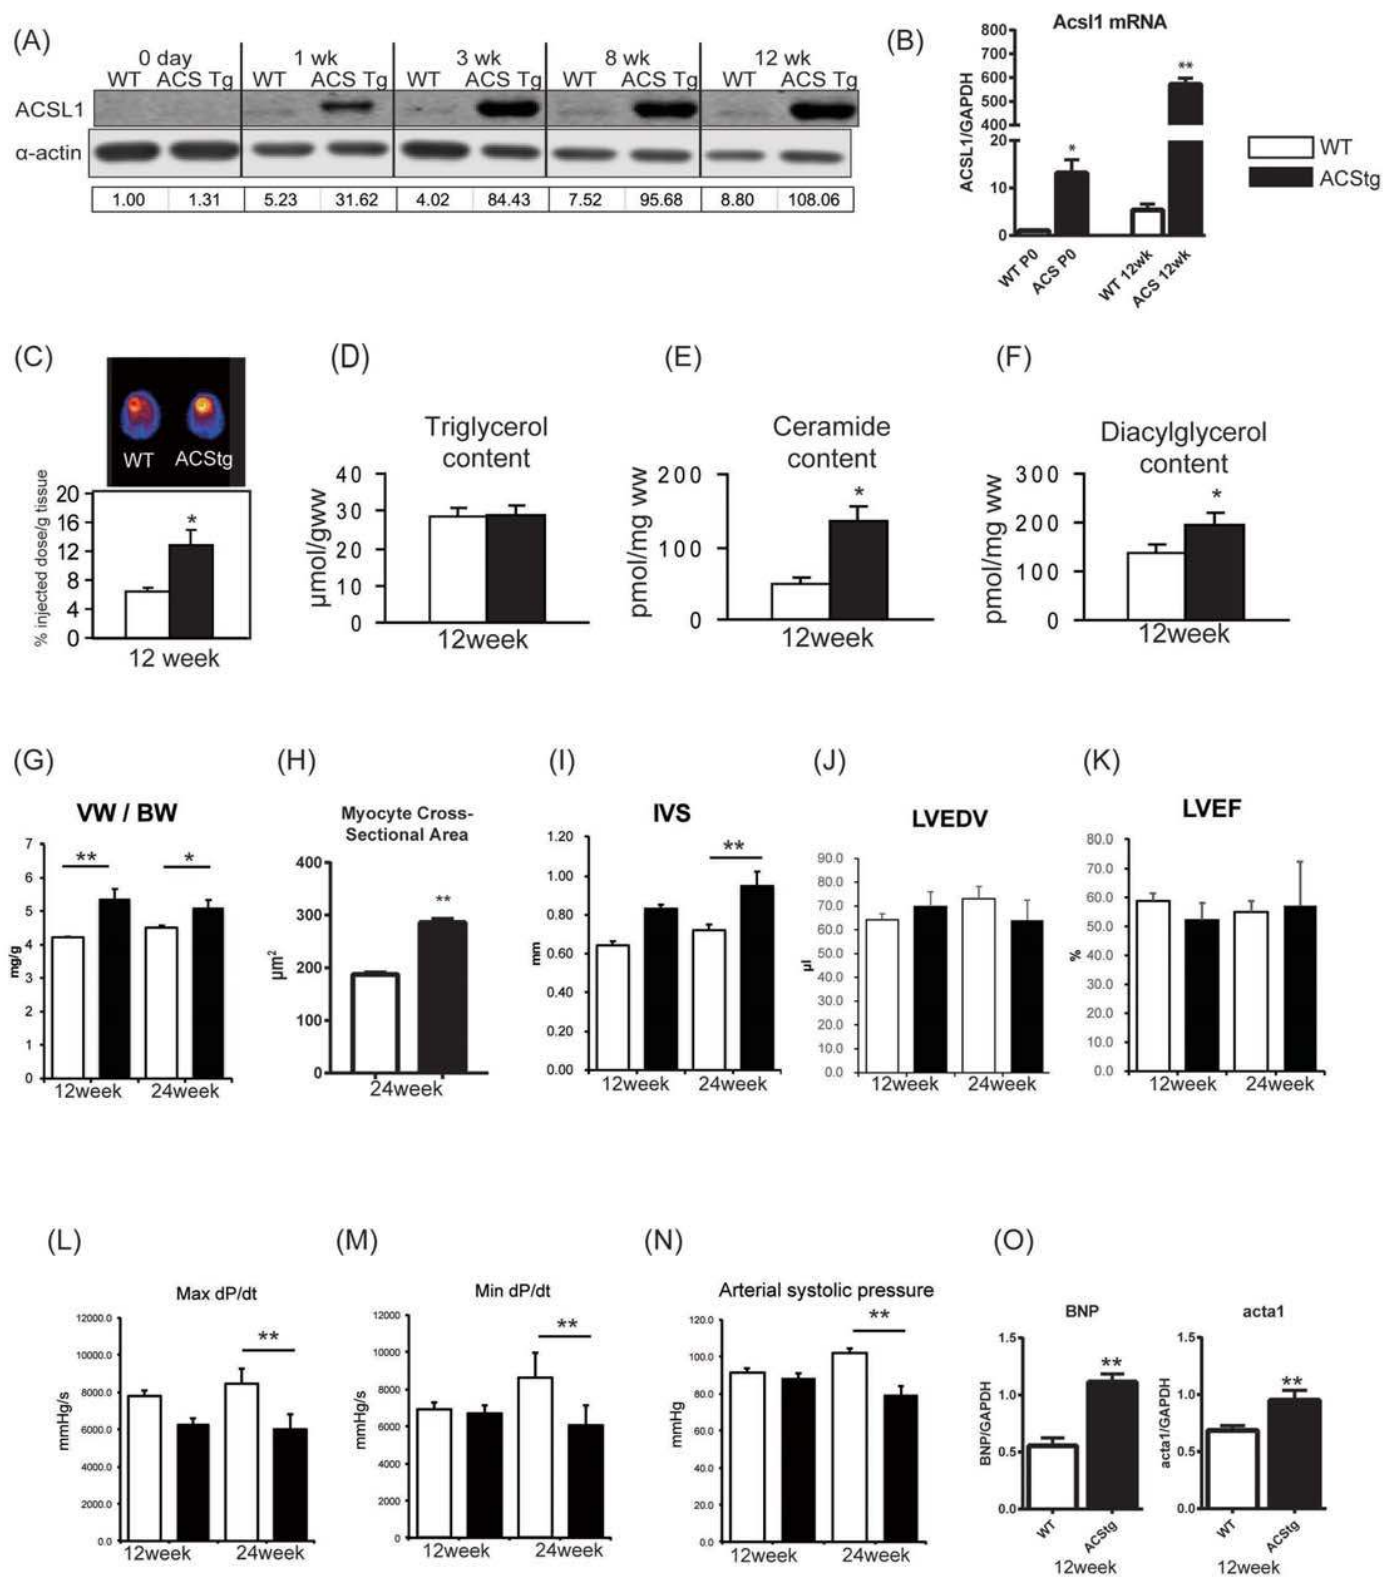 (A)
0 day 1 wk 3 wk 8 wk 12 wk
WT ACS Tg WT ACS Tg WT ACS Tg WT ACS Tg WT ACS Tg
ACSL1
α-actin
1.00 1.31 5.23 31.62 4.02 84.43 7.52 95.68 8.80 108.06
(B)
Acsl1 mRNA
ACSL1/GAPDH
800
700
600
500
400
20
10
0
*
**
WT P0
ACS P0
WT 12wk
ACS 12wk
WT
ACStg
(C)
WT ACStg
% injected dose/g tissue
20
16
12
8
4
0
*
12 week
(D)
Triglycerol
content
μmol/gww
40
30
20
10
0
12week
(E)
Ceramide
content
pmol/mg ww
200
100
0
*
12week
(F)
Diacylglycerol
content
pmol/mg ww
300
200
100
0
*
12week
(G)
VW / BW
mg/g
7
6
5
4
3
2
1
0
**
*
12week 24week
(H)
Myocyte Cross-
Sectional Area
μm²
400
300
200
100
0
**
24week
(I)
IVS
mm
1.20
1.00
0.80
0.60
0.40
0.20
0.00
**
12week 24week
(J)
LVEDV
μl
90.0
80.0
70.0
60.0
50.0
40.0
30.0
20.0
10.0
0.0
12week 24week
(K)
LVEF
%
80.0
70.0
60.0
50.0
40.0
30.0
20.0
10.0
0.0
12week 24week
(L)
Max dP/dt
mmHg/s
12000.0
10000.0
8000.0
6000.0
4000.0
2000.0
0.0
**
12week 24week
(M)
Min dP/dt
mmHg/s
12000
10000
8000
6000
4000
2000
0
**
12week 24week
(N)
Arterial systolic pressure
mmHg
120.0
100.0
80.0
60.0
40.0
20.0
0.0
**
12week 24week
(O)
BNP
BNP/GAPDH
1.5
1.0
0.5
0.0
**
WT
ACStg
12week
acta1
acta1/GAPDH
1.5
1.0
0.5
0.0
**
WT
ACStg
12week